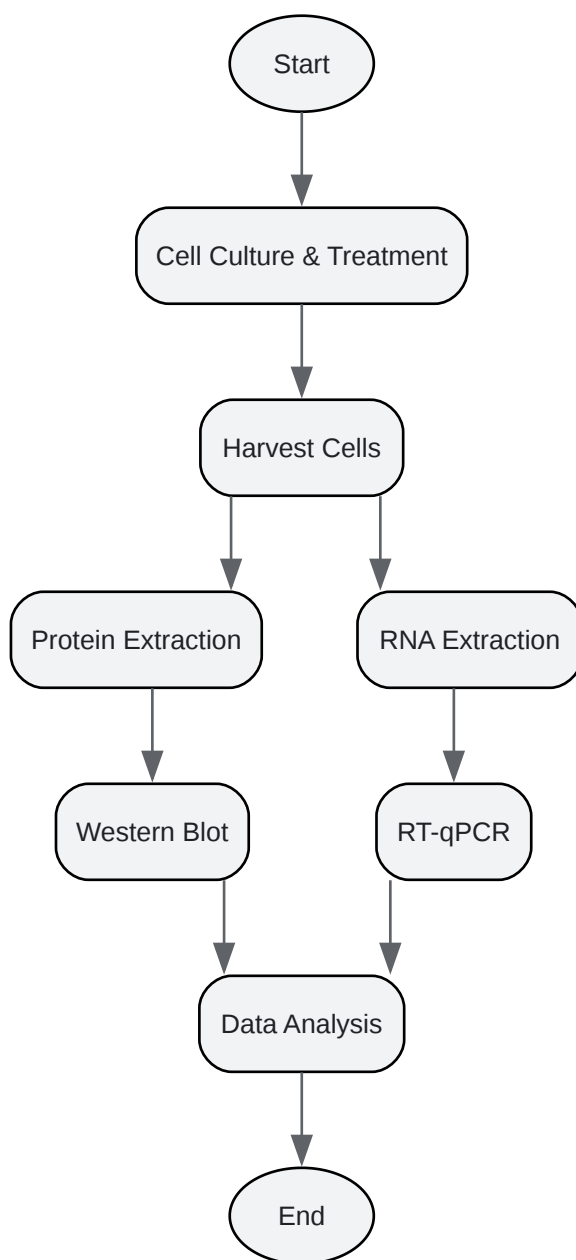 Start
Cell Culture & Treatment
Harvest Cells
Protein Extraction
RNA Extraction
Western Blot
RT-qPCR
Data Analysis
End